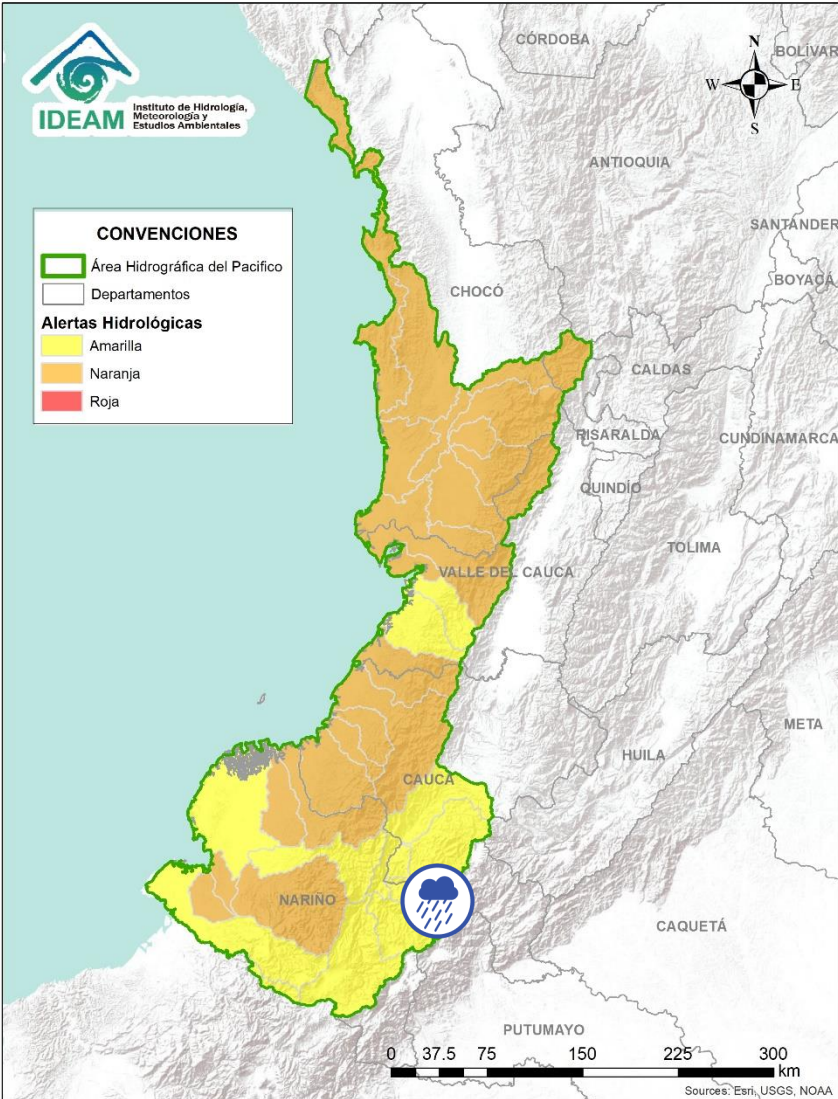 IDEAM
Instituto de Hidrología,
Meteorología y
Estudios Ambientales
CÓRDOBA
BOLÍVAR
N
W
E
S
ANTIOQUIA
SANTANDER
BOYACÁ
CONVENCIONES
Área Hidrográfica del Pacifico
Departamentos
Alertas Hidrológicas
Amarilla
Naranja
Roja
CHOCÓ
CALDAS
RISARALDA
CUNDINAMARCA
QUINDÍO
TOLIMA
VALLE DEL CAUCA
META
HUILA
CAUCA
NARIÑO
CAQUETÁ
PUTUMAYO
0 37.5 75 150 225 300
km
Sources: Esri, USGS, NOAA